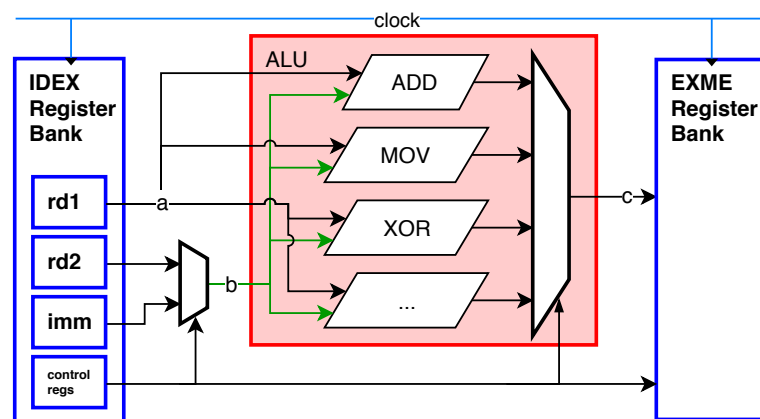 clock
IDEX
Register
Bank
ALU
ADD
EXME
Register
Bank
MOV
rd1
a
c
XOR
rd2
b
imm
...
control
regs